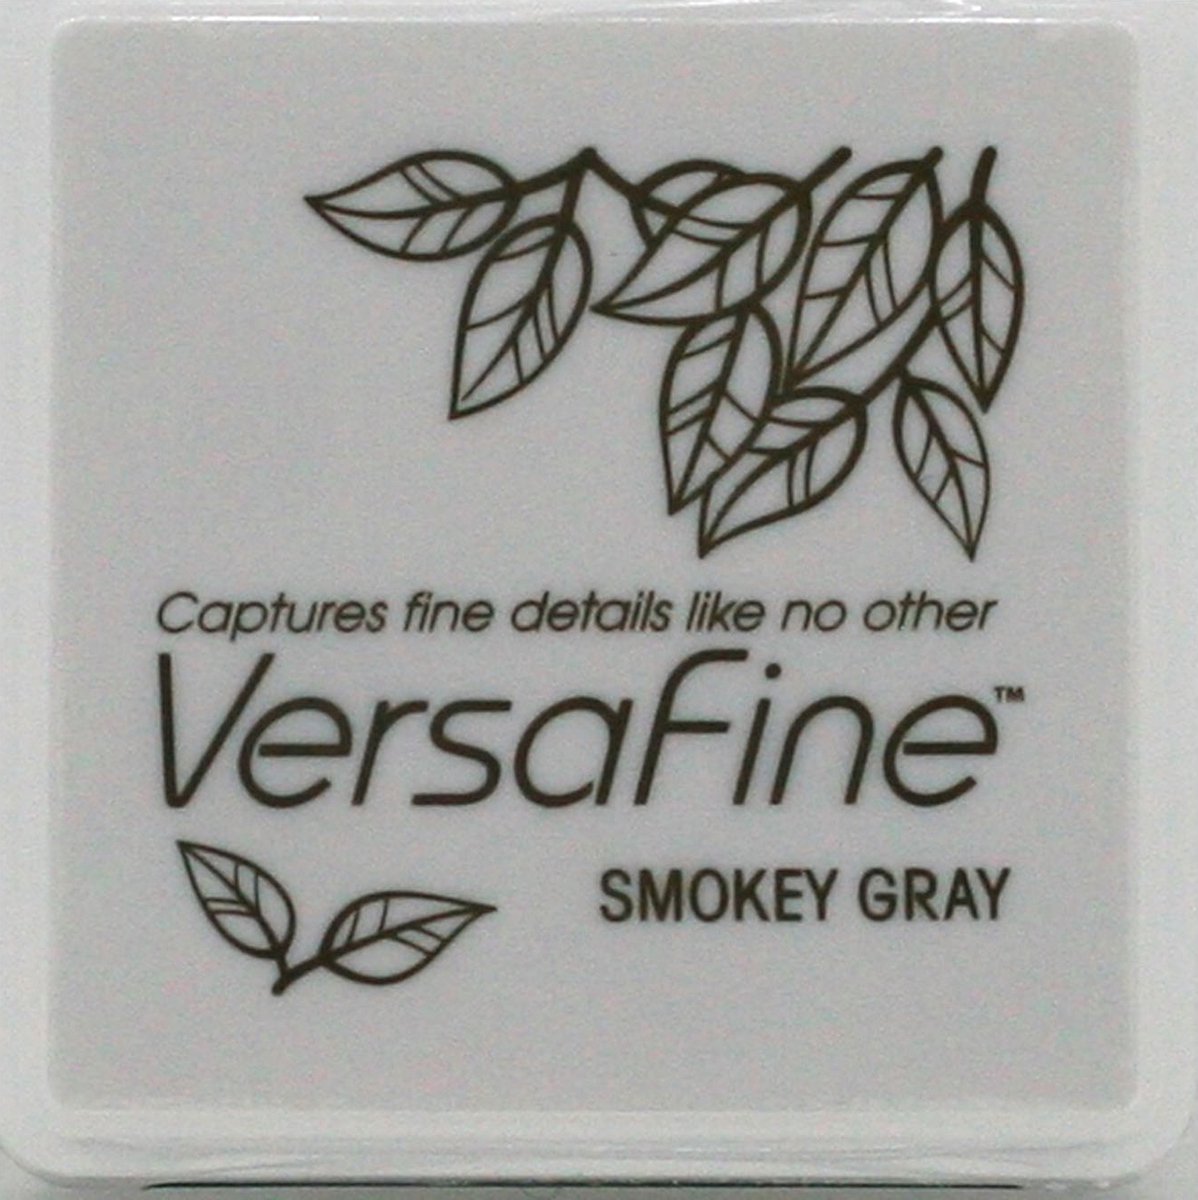 Captures fine details like no other
VersaFine™
SMOKEY GRAY